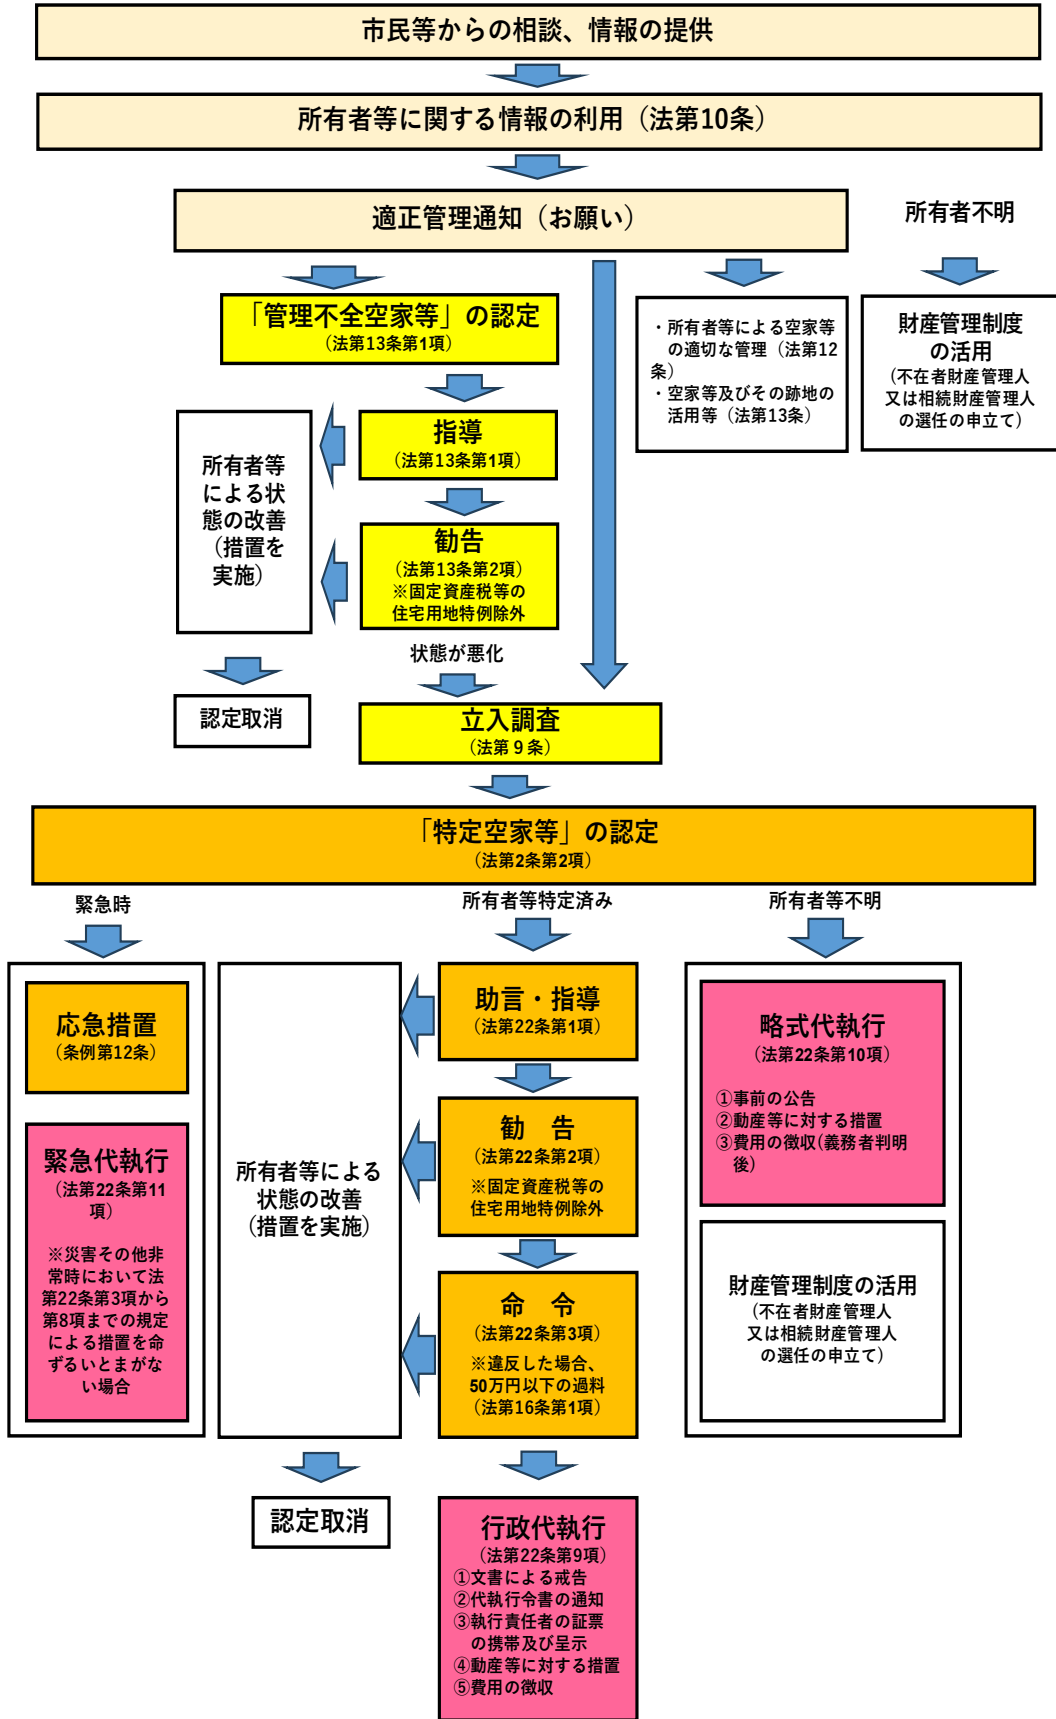 市民等からの相談、情報の提供
所有者等に関する情報の利用（法第10条）
適正管理通知（お願い）
所有者不明
「管理不全空家等」の認定
（法第13条第1項）
・所有者等による空家等
の適切な管理（法第12
条）
・空家等及びその跡地の
活用等（法第13条）
財産管理制度
の活用
（不在者財産管理人
又は相続財産管理人
の選任の申立て）
指導
（法第13条第1項）
所有者等
による状
態の改善
（措置を
実施）
勧告
（法第13条第2項）
※固定資産税等の
住宅用地特例除外
状態が悪化
認定取消
立入調査
（法第９条）
「特定空家等」の認定
（法第2条第2項）
緊急時
所有者等特定済み
所有者等不明
応急措置
（条例第12条）
緊急代執行
（法第22条第11
項）
※災害その他非
常時において法
第22条第3項から
第8項までの規定
による措置を命
ずるいとまがな
い場合
所有者等による
状態の改善
（措置を実施）
助言・指導
（法第22条第1項）
勧　告
（法第22条第2項）
※固定資産税等の
住宅用地特例除外
命　令
（法第22条第3項）
※違反した場合、
50万円以下の過料
（法第16条第1項）
略式代執行
（法第22条第10項）
①事前の公告
②動産等に対する措置
③費用の徴収(義務者判明
後)
財産管理制度の活用
（不在者財産管理人
又は相続財産管理人
の選任の申立て）
認定取消
行政代執行
（法第22条第9項）
①文書による戒告
②代執行令書の通知
③執行責任者の証票
の携帯及び呈示
④動産等に対する措置
⑤費用の徴収